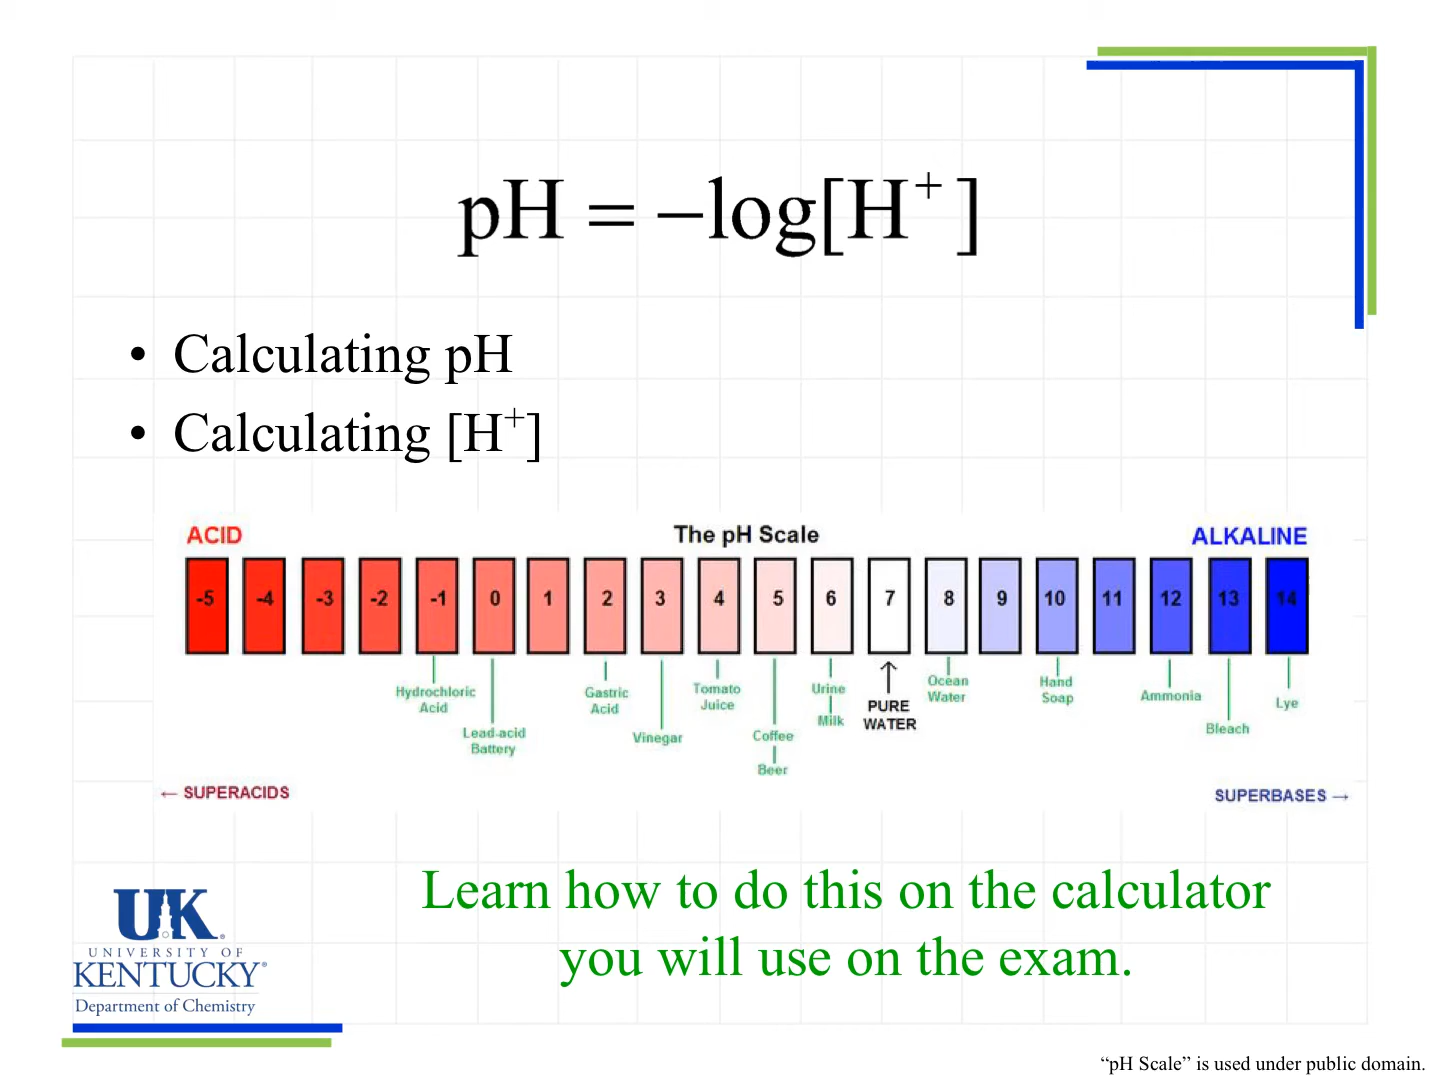 pH = −log[H⁺]
• Calculating pH
• Calculating [H⁺]
ACID The pH Scale ALKALINE
-5 -4 -3 -2 -1 0 1 2 3 4 5 6 7 8 9 10 11 12 13 14
Hydrochloric
Acid
Lead-acid
Battery
Gastric
Acid
Vinegar
Tomato
Juice
Coffee
Beer
Urine
Milk
↑
PURE
WATER
Ocean
Water
Hand
Soap
Ammonia
Bleach
Lye
← SUPERACIDS SUPERBASES →
Learn how to do this on the calculator
you will use on the exam.
UK®
UNIVERSITY OF
KENTUCKY®
Department of Chemistry
“pH Scale” is used under public domain.